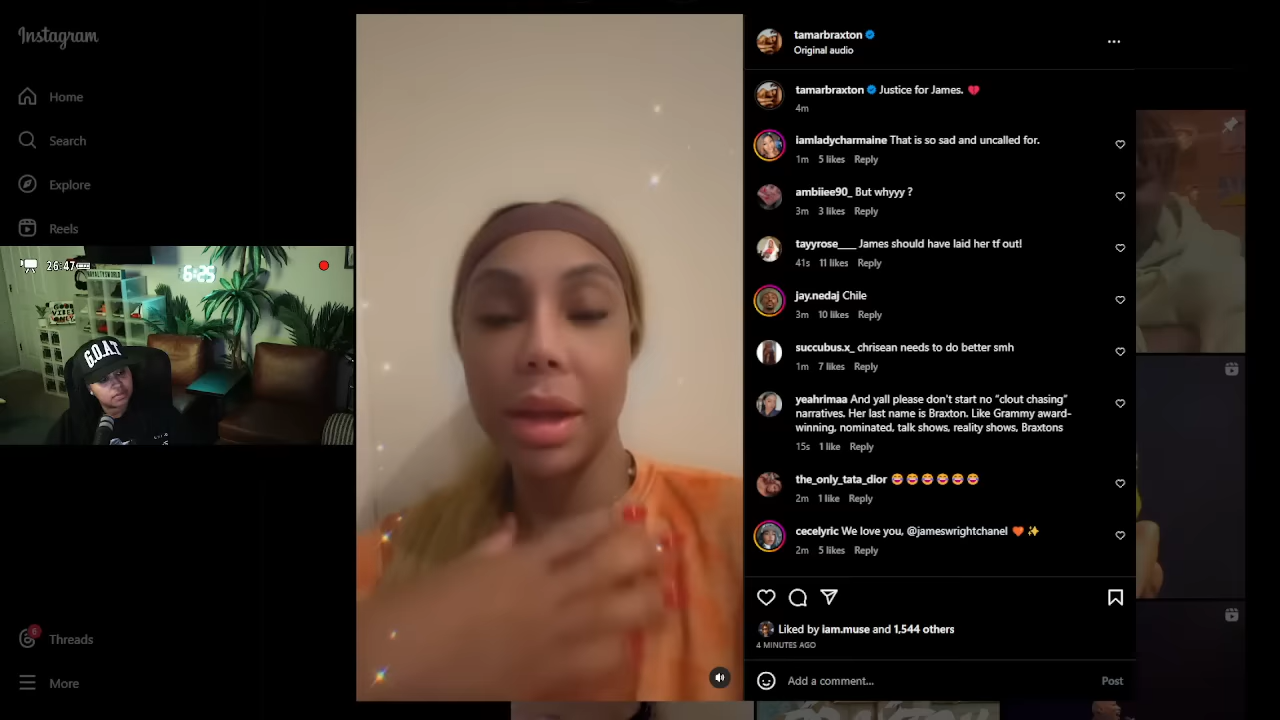 Instagram
Home
Search
Explore
Reels
26:47
6:25
GOOD
VIBES
ONLY
G.O.A.T
6
Threads
More
tamarbraxton
Original audio
tamarbraxton Justice for James. 💔
4m
iamladycharmaine That is so sad and uncalled for.
1m 5 likes Reply
ambiiee90_ But whyyy ?
3m 3 likes Reply
tayyrose____ James should have laid her tf out!
41s 11 likes Reply
jay.nedaj Chile
3m 10 likes Reply
succubus.x_ chrisean needs to do better smh
1m 7 likes Reply
yeahrimaa And yall please don't start no “clout chasing”
narratives. Her last name is Braxton. Like Grammy award-
winning, nominated, talk shows, reality shows, Braxtons
15s 1 like Reply
the_only_tata_dior 😂😂😂😂😂😂
2m 1 like Reply
cecelyric We love you, @jameswrightchanel ❤️✨
2m 5 likes Reply
Liked by iam.muse and 1,544 others
4 MINUTES AGO
Add a comment...
Post